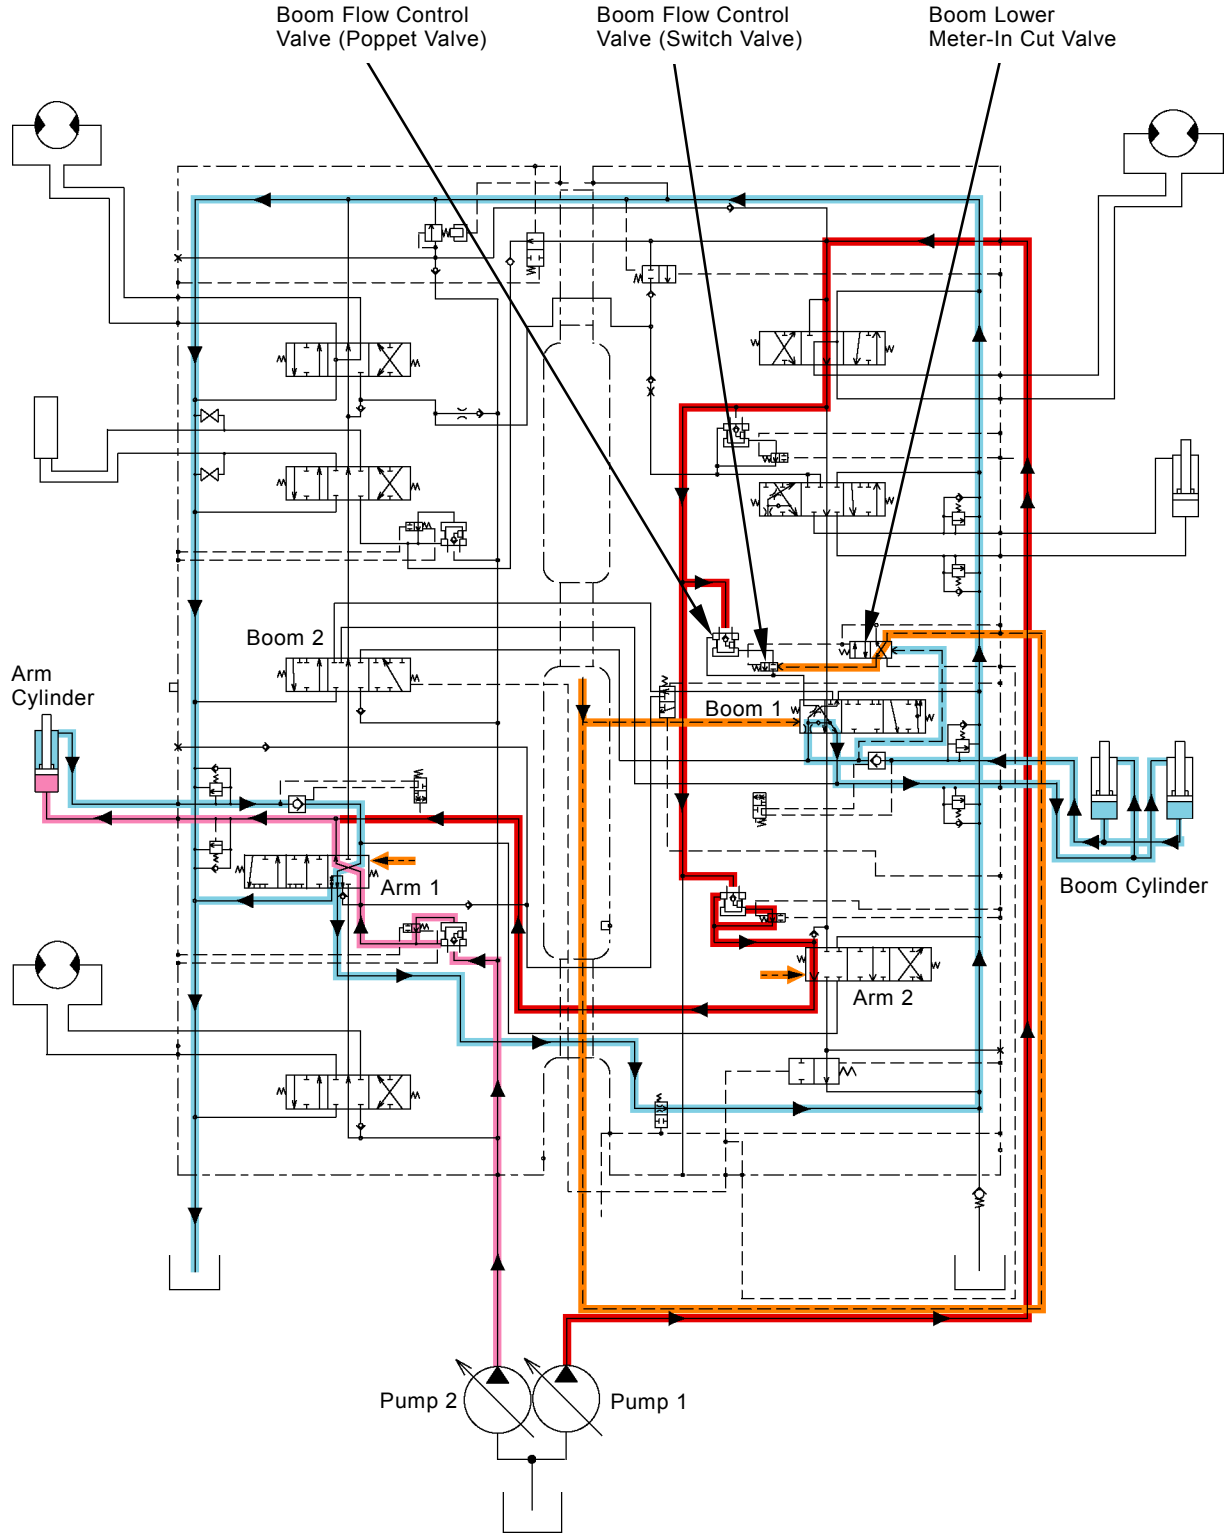 Boom Flow Control
Valve (Poppet Valve)
Boom Flow Control
Valve (Switch Valve)
Boom Lower
Meter-In Cut Valve
Boom 2
Arm
Cylinder
Boom 1
Arm 1
Boom Cylinder
Arm 2
Pump 2
Pump 1